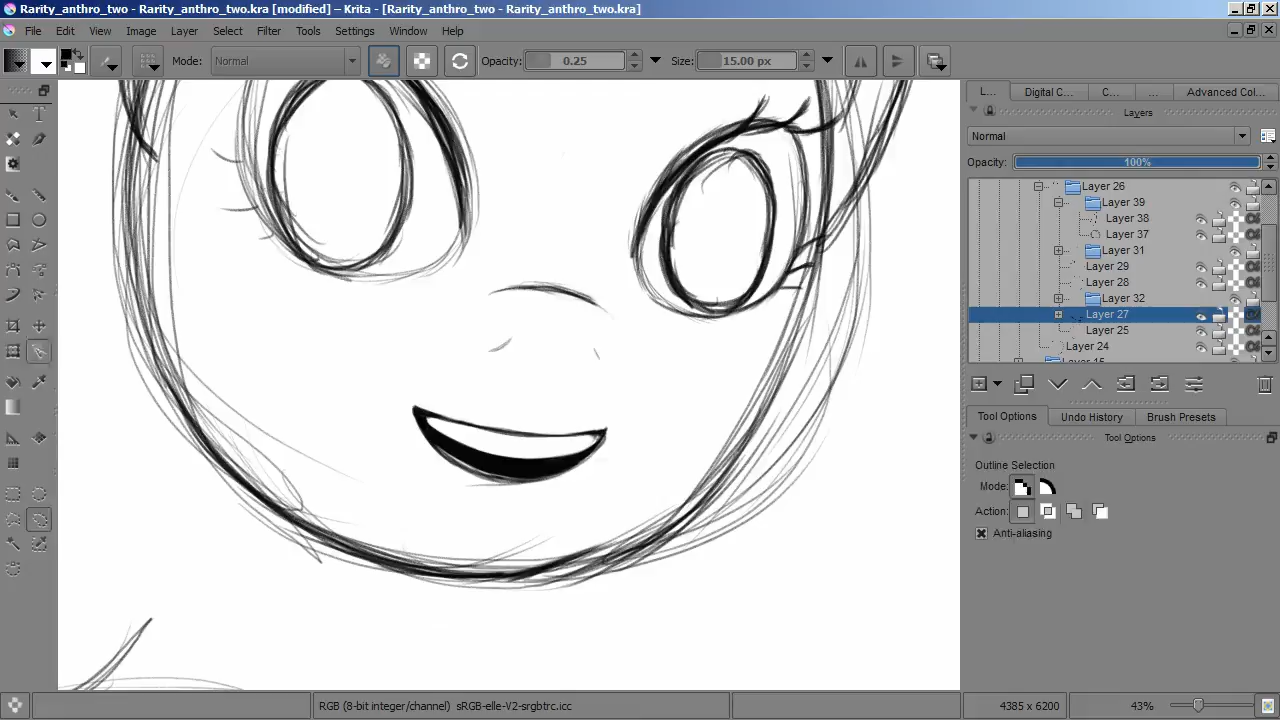 Rarity_anthro_two - Rarity_anthro_two.kra [modified] – Krita - [Rarity_anthro_two - Rarity_anthro_two.kra]
File Edit View Image Layer Select Filter Tools Settings Window Help
Mode: Normal Opacity: 0.25 Size: 15.00 px
L... Digital C... C... ... Advanced Col...
Layers
Normal
Opacity: 100%
Layer 26
Layer 39
Layer 38
Layer 37
Layer 31
Layer 29
Layer 28
Layer 32
Layer 27
Layer 25
Layer 24
Layer 15
Tool Options Undo History Brush Presets
Tool Options
Outline Selection
Mode:
Action:
Anti-aliasing
RGB (8-bit integer/channel) sRGB-elle-V2-srgbtrc.icc 4385 x 6200 43%